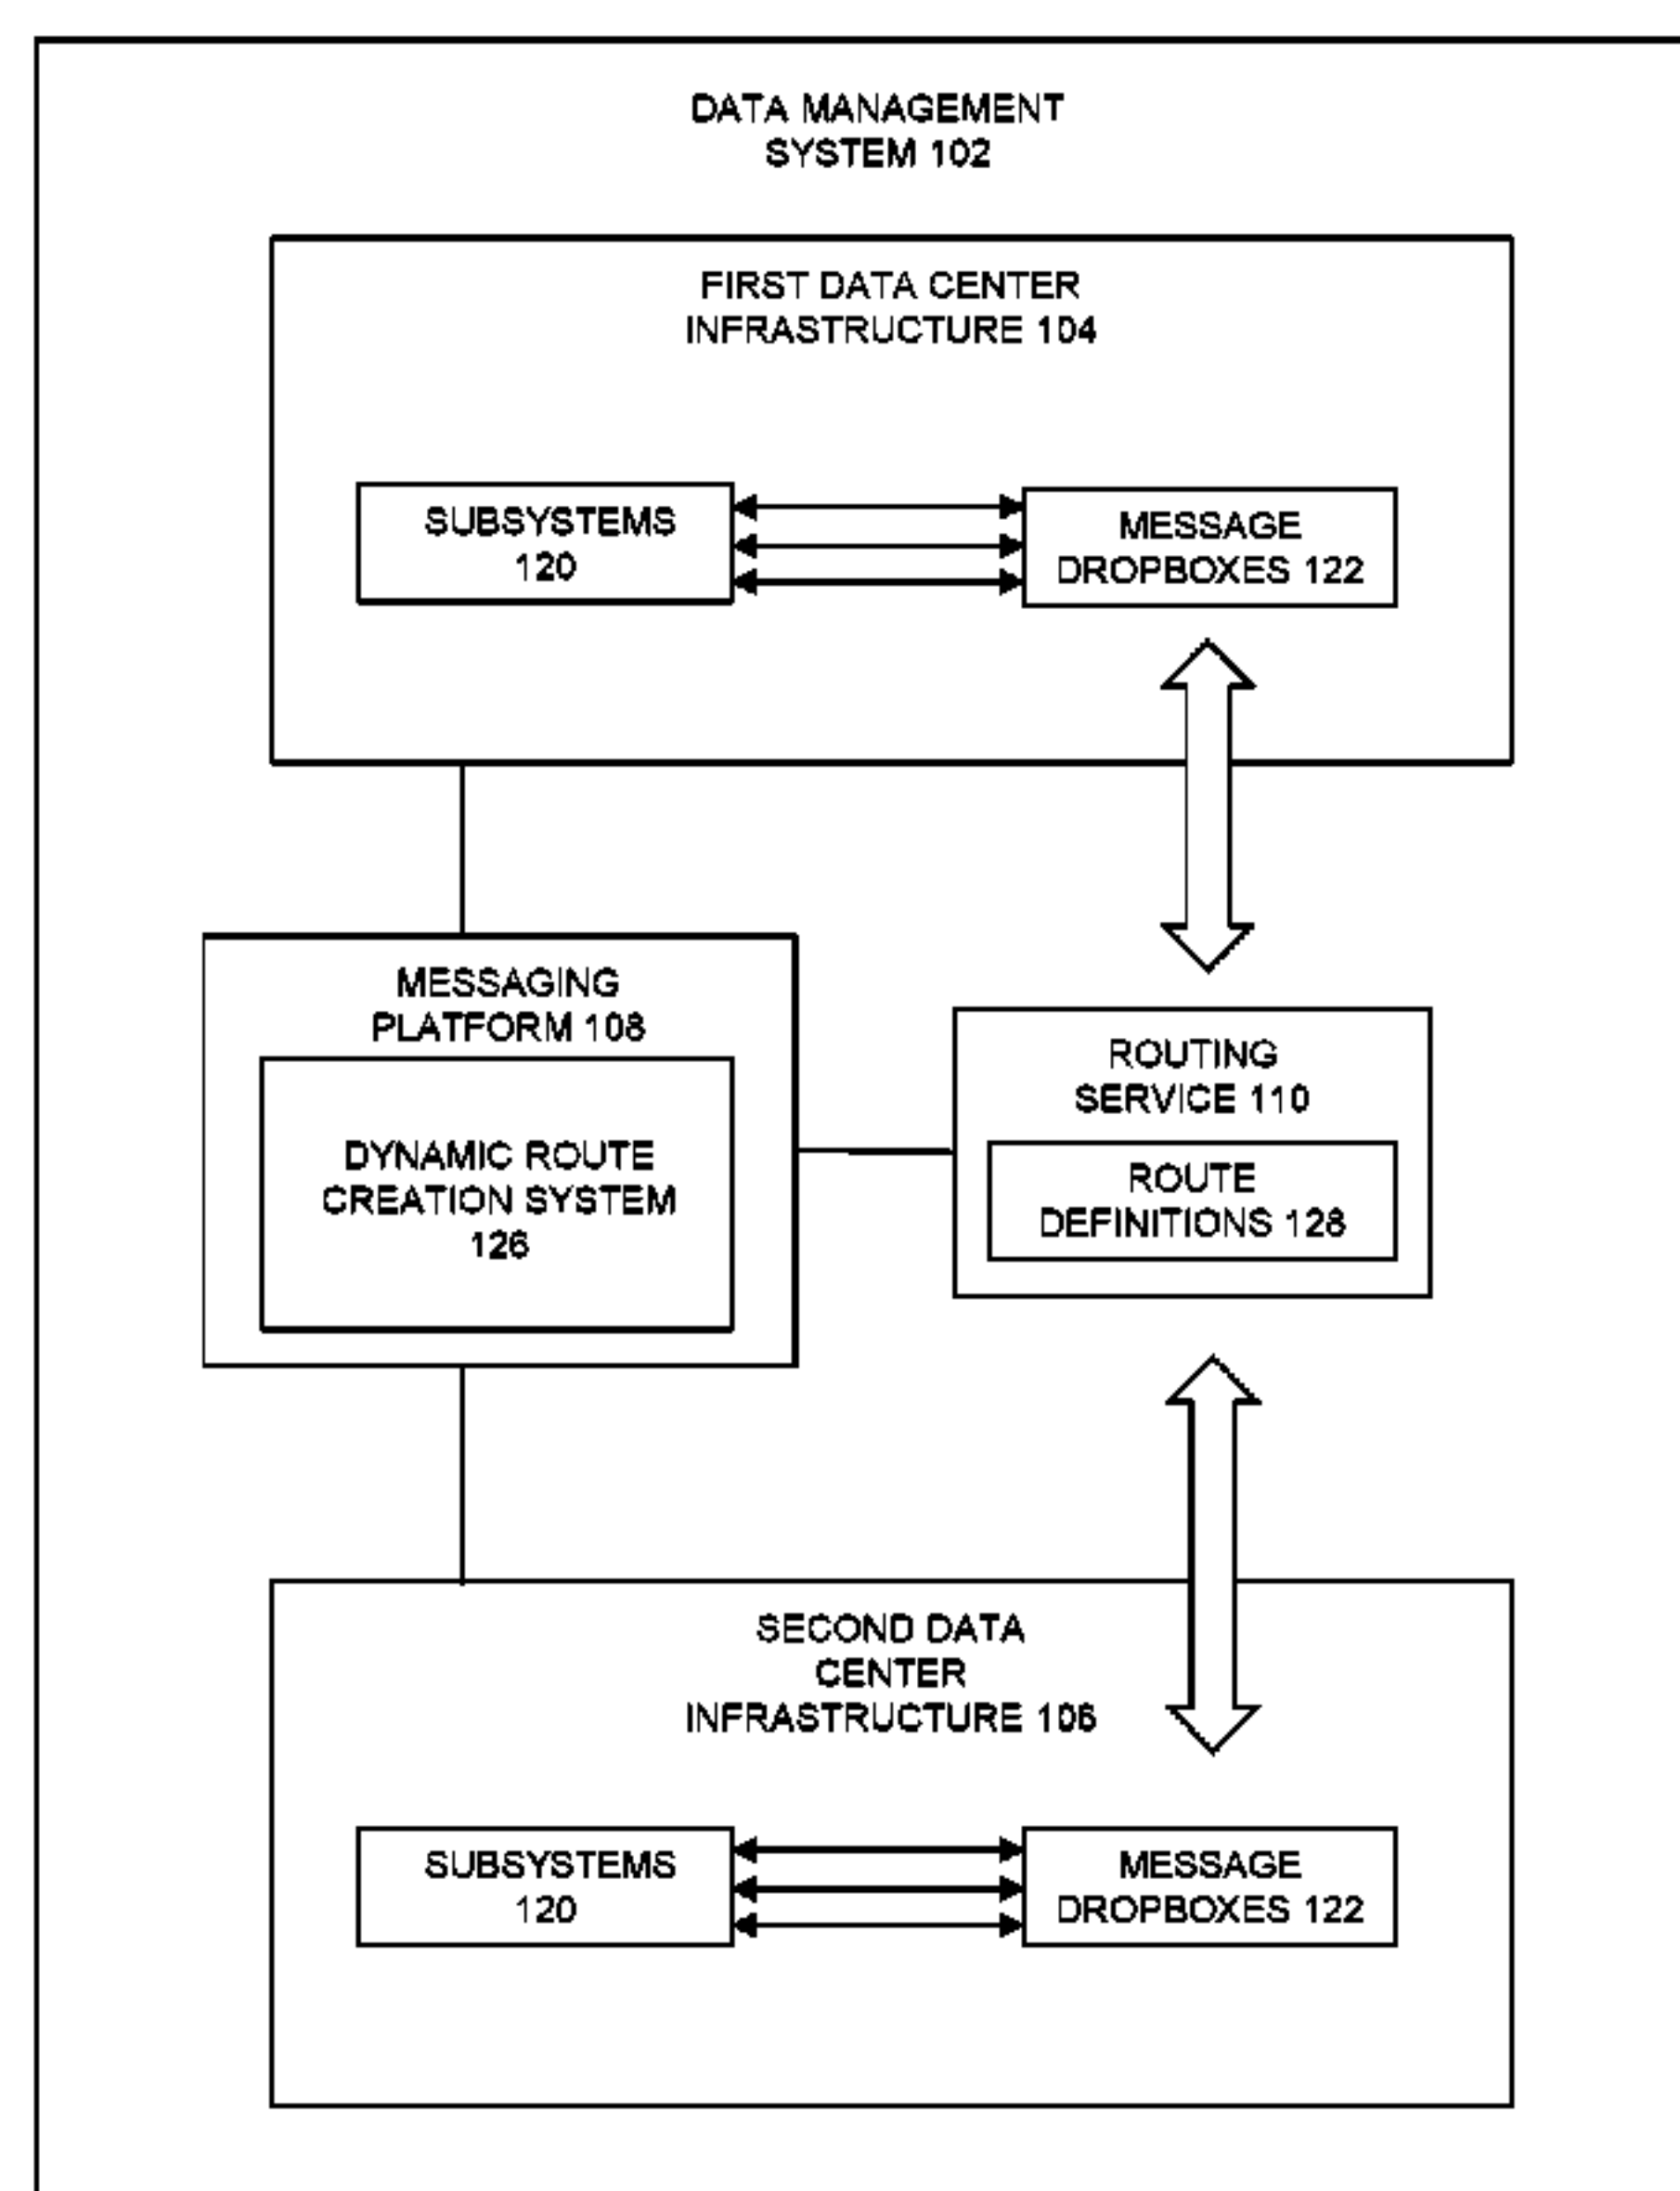 DATA MANAGEMENT
SYSTEM 102
FIRST DATA CENTER
INFRASTRUCTURE 104
SUBSYSTEMS
120
MESSAGE
DROPBOXES 122
MESSAGING
PLATFORM 108
DYNAMIC ROUTE
CREATION SYSTEM
126
ROUTING
SERVICE 110
ROUTE
DEFINITIONS 128
SECOND DATA
CENTER
INFRASTRUCTURE 106
SUBSYSTEMS
120
MESSAGE
DROPBOXES 122